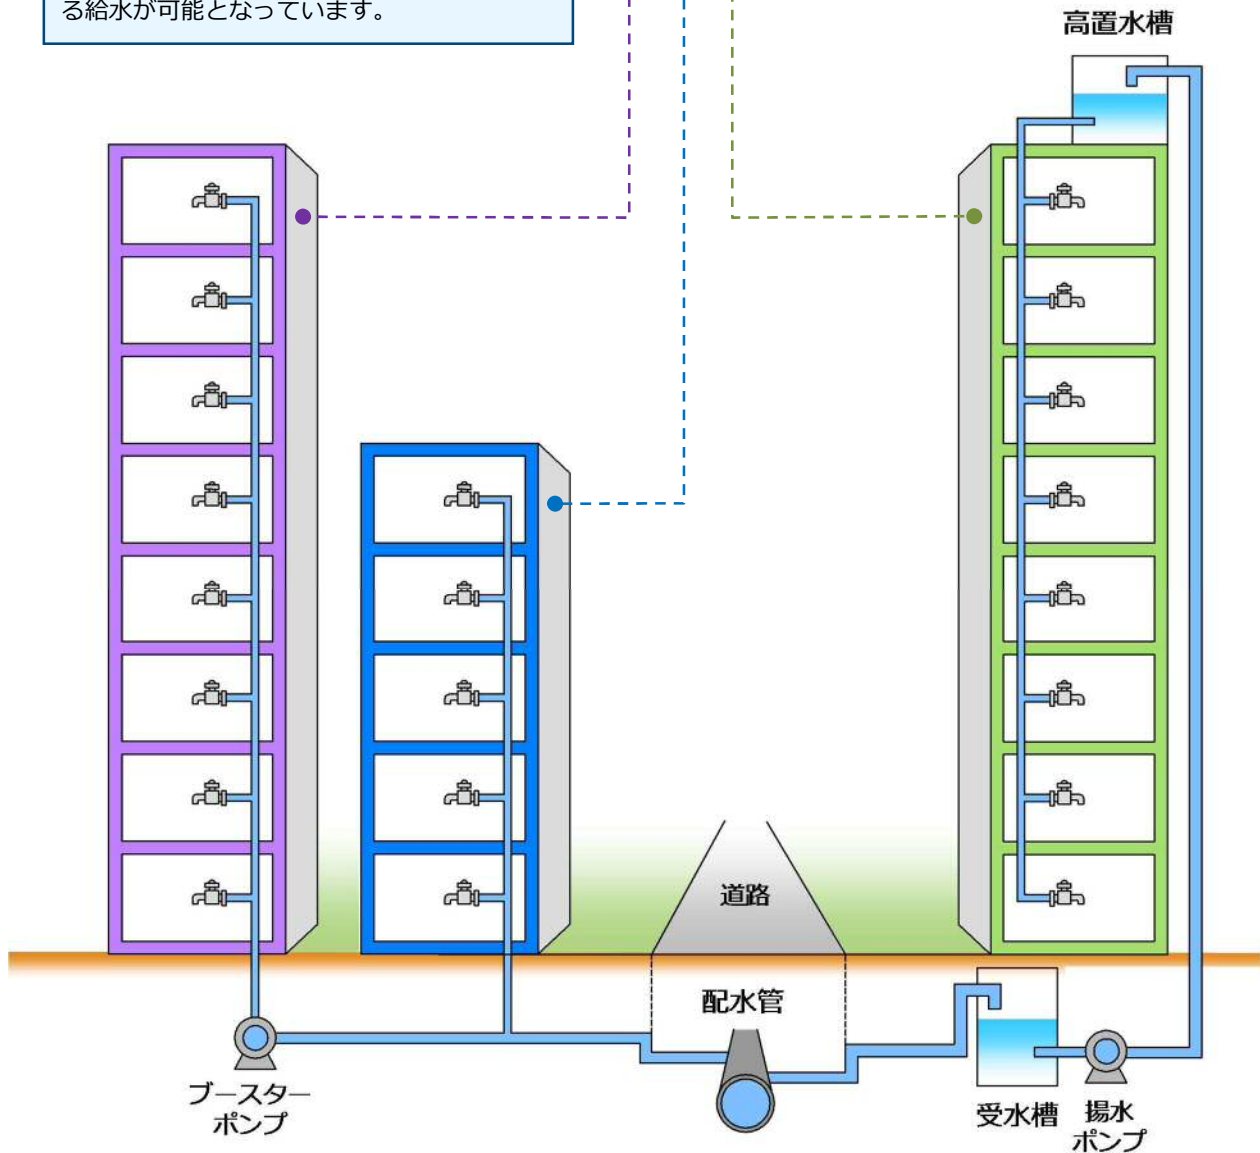 る給水が可能となっています。
高置水槽
道路
配水管
ブースター
ポンプ
受水槽
揚水
ポンプ